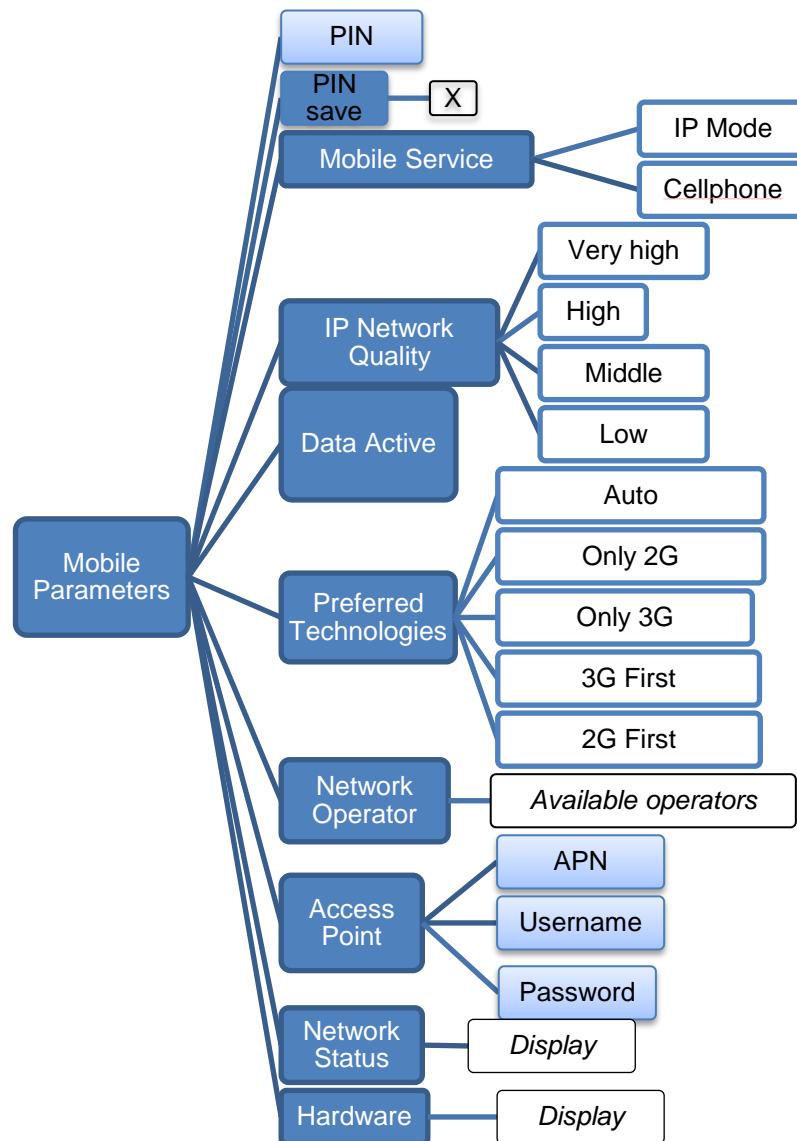 PIN
PIN
save
X
Mobile Service
IP Mode
Cellphone
IP Network
Quality
Very high
High
Middle
Low
Data Active
Mobile
Parameters
Preferred
Technologies
Auto
Only 2G
Only 3G
3G First
2G First
Network
Operator
Available operators
Access
Point
APN
Username
Password
Network
Status
Display
Hardware
Display